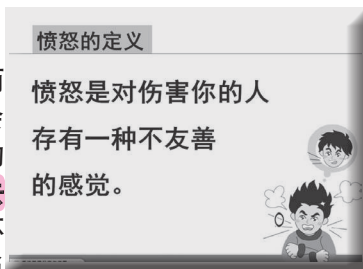 愤怒的定义
愤怒是对伤害你的人
存有一种不友善
的感觉。